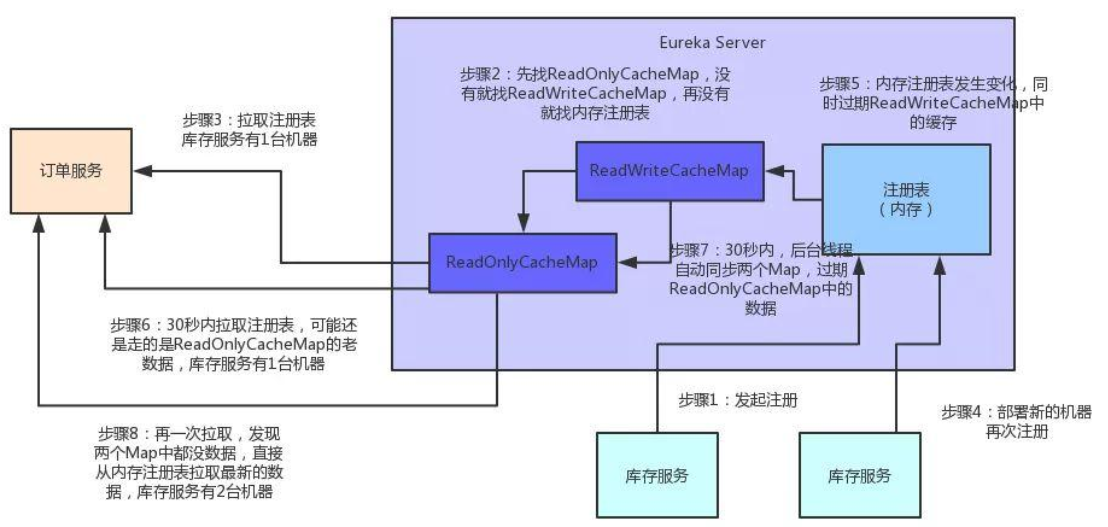 Eureka Server
步骤2：先找ReadOnlyCacheMap，没
有就找ReadWriteCacheMap，再没有
就找内存注册表
步骤5：内存注册表发生变化，同
时过期ReadWriteCacheMap中
的缓存
步骤3：拉取注册表
库存服务有1台机器
订单服务
ReadWriteCacheMap
注册表
（内存）
ReadOnlyCacheMap
步骤7：30秒内，后台线程
自动同步两个Map，过期
ReadOnlyCacheMap中的
数据
步骤6：30秒内拉取注册表，可能还
是走的是ReadOnlyCacheMap的老
数据，库存服务有1台机器
步骤1：发起注册
步骤4：部署新的机器
再次注册
步骤8：再一次拉取，发现
两个Map中都没数据，直接
从内存注册表拉取最新的数
据，库存服务有2台机器
库存服务
库存服务